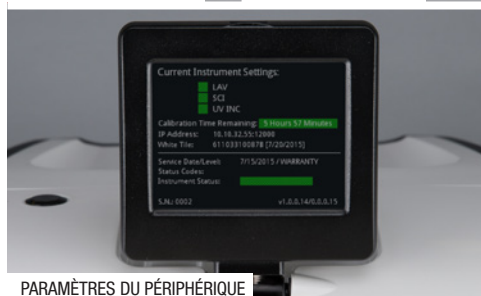 Current Instrument Settings:
LAV
SCI
UV INC
Calibration Time Remaining: 5 Hours 57 Minutes
IP Address: 10.10.32.55:12000
White Tile: 611033100878 [7/20/2015]
Service Date/Level: 7/15/2015 / WARRANTY
Status Codes:
Instrument Status:
S.N.: 0002 v1.0.0.14/0.0.0.15
PARAMÈTRES DU PÉRIPHÉRIQUE